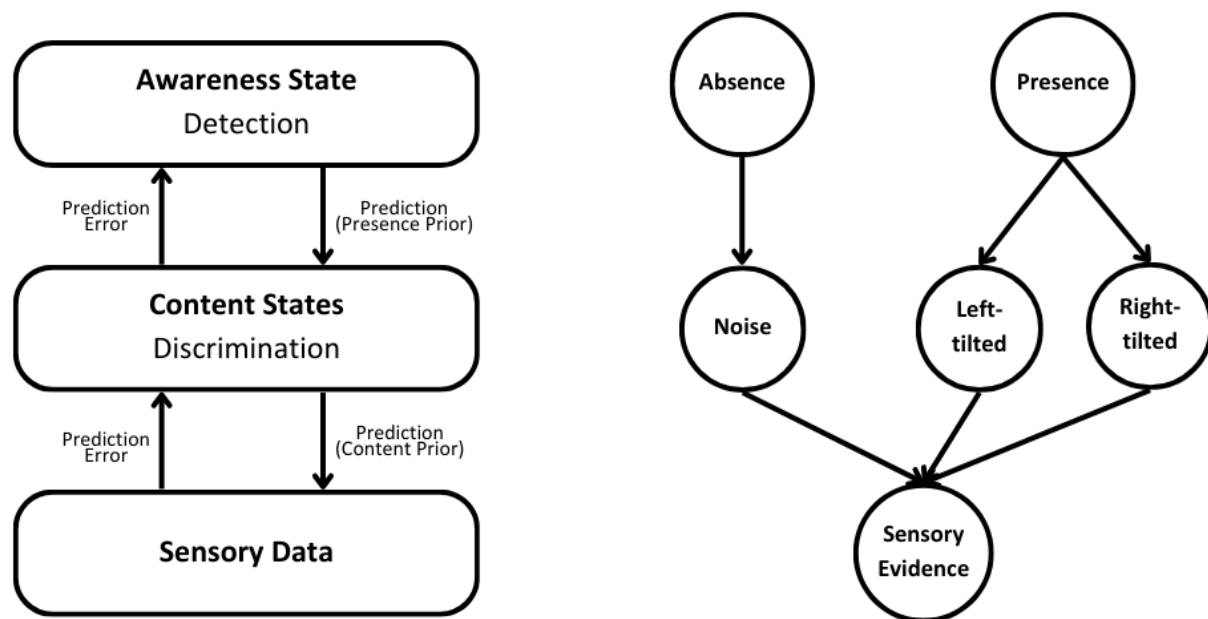 Awareness State
Detection
Prediction
Error
Prediction
(Presence Prior)
Content States
Discrimination
Prediction
Error
Prediction
(Content Prior)
Sensory Data
Absence
Presence
Noise
Left-
tilted
Right-
tilted
Sensory
Evidence